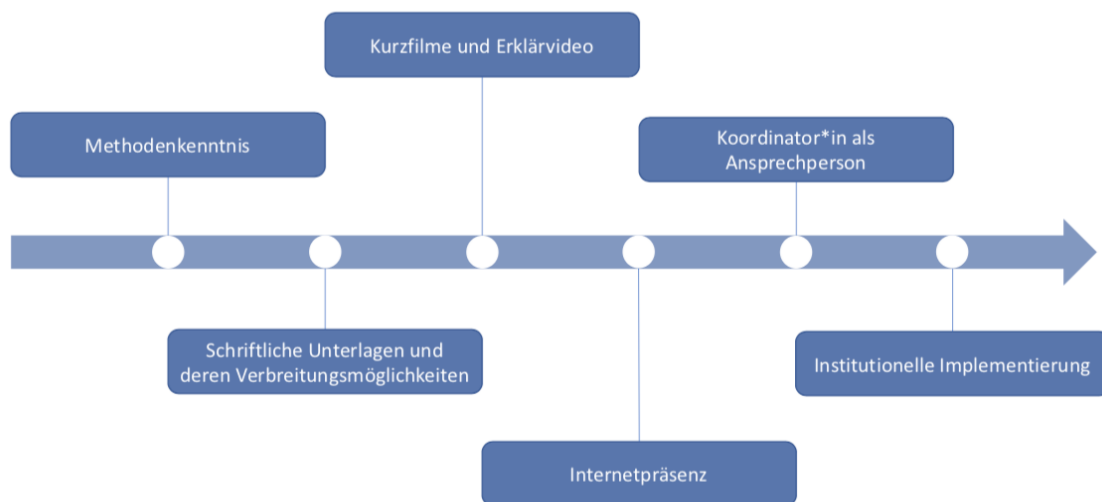 Kurzfilme und Erklärvideo
Methodenkenntnis
Koordinator*in als
Ansprechperson
Schriftliche Unterlagen und
deren Verbreitungsmöglichkeiten
Institutionelle Implementierung
Internetpräsenz